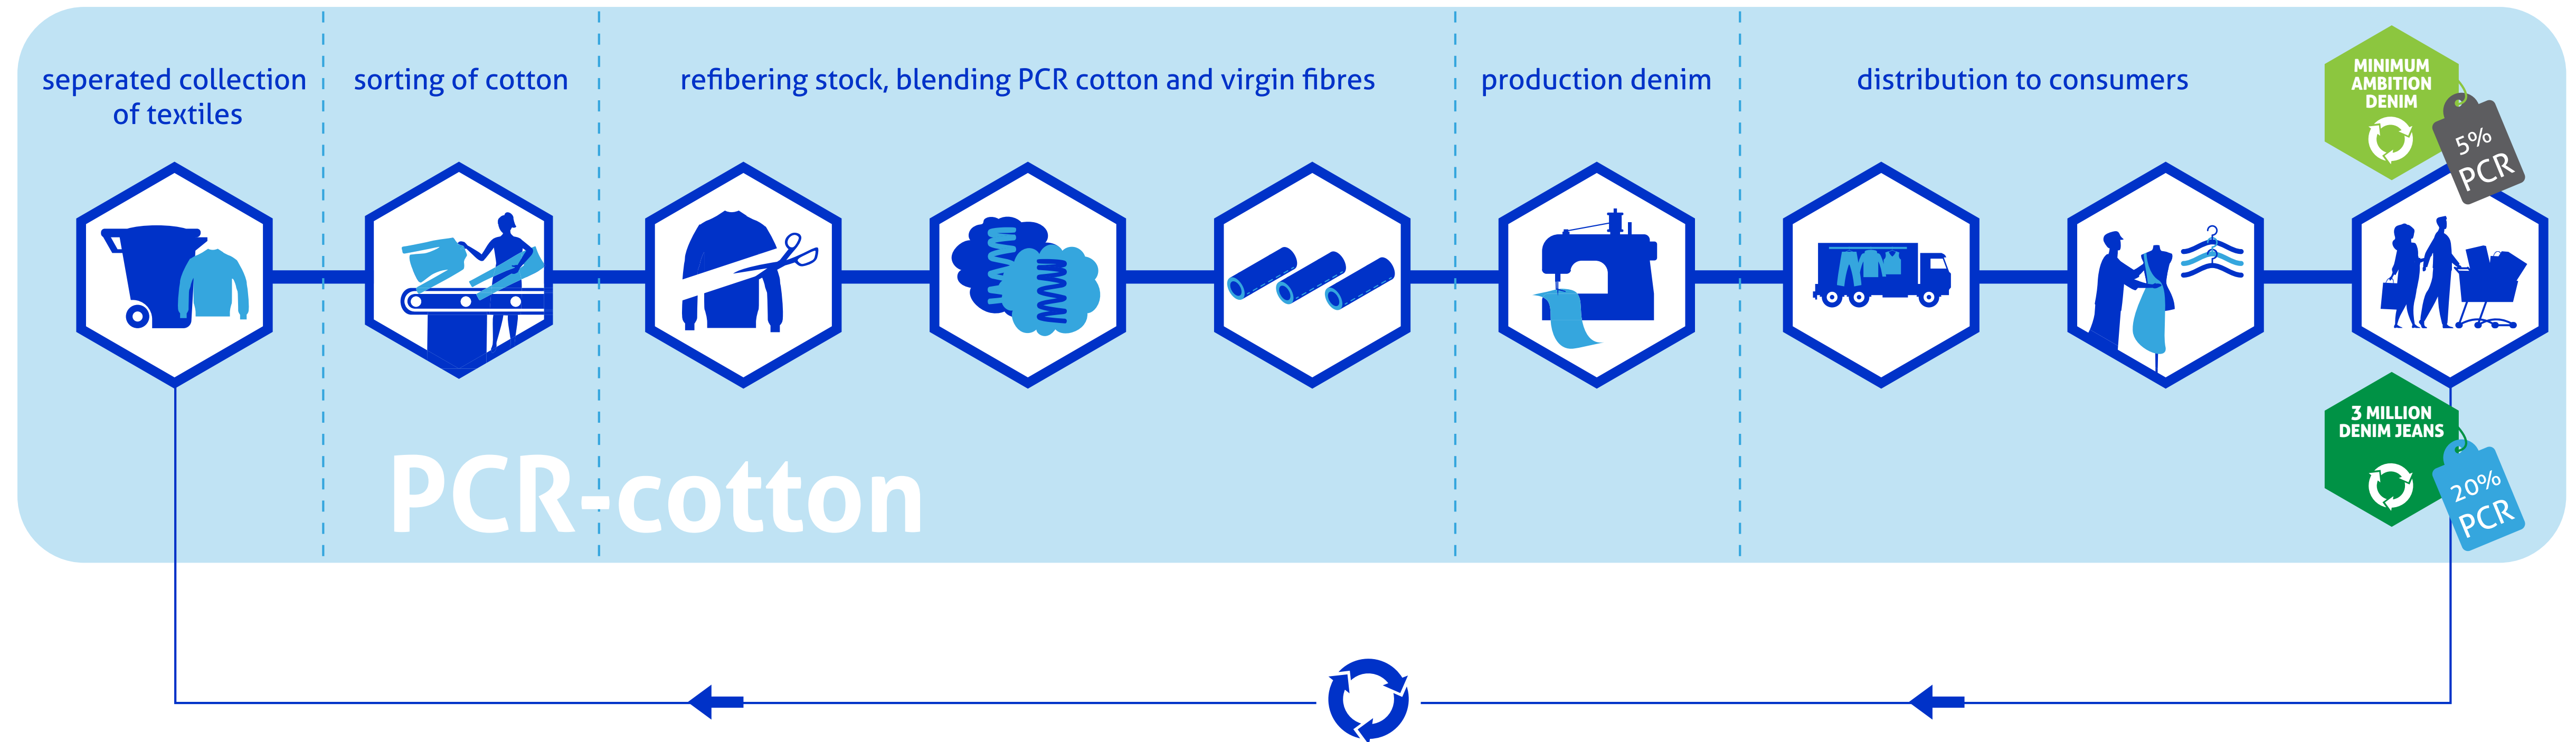 seperated collection
of textiles
sorting of cotton
refibering stock, blending PCR cotton and virgin fibres
production denim
distribution to consumers
MINIMUM
AMBITION
DENIM
5%
PCR
3 MILLION
DENIM JEANS
20%
PCR
PCR-cotton